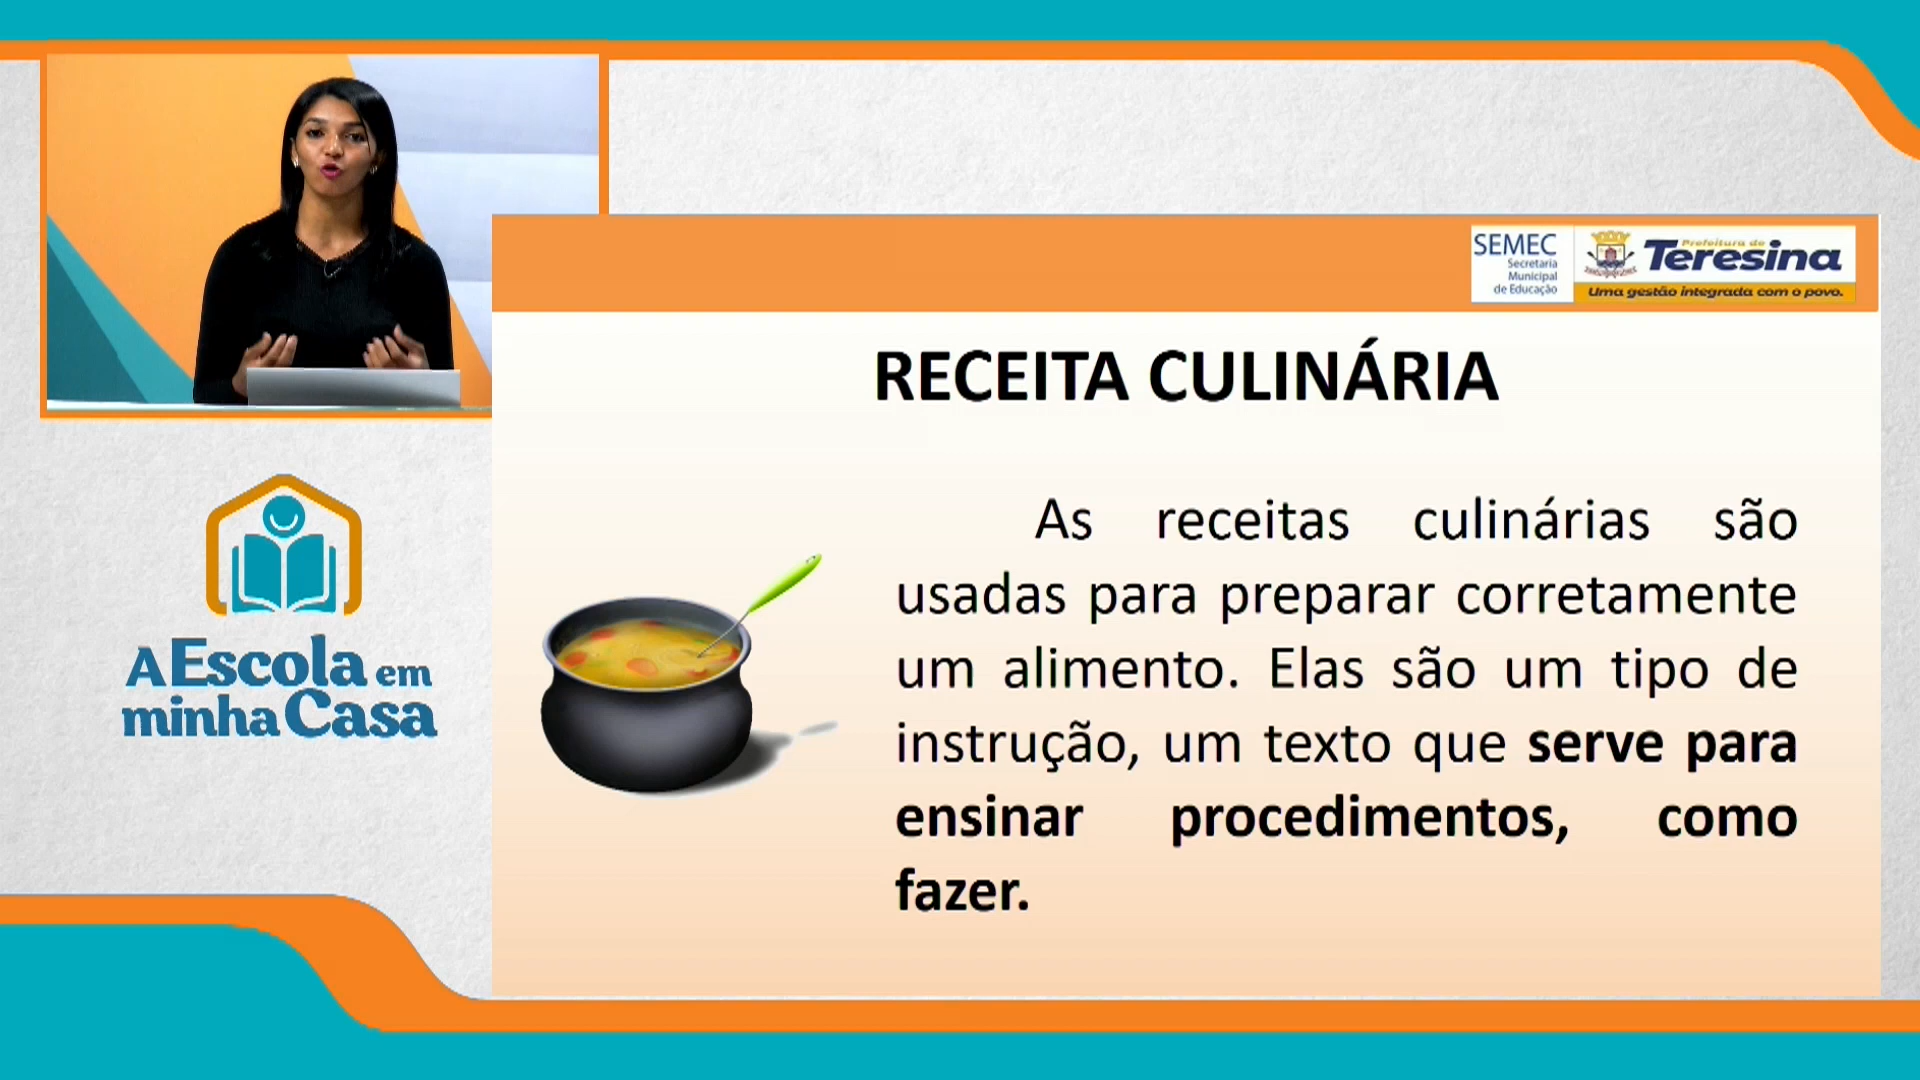 SEMEC
Secretaria
Municipal
de Educação
Prefeitura de
Teresina
Uma gestão integrada com o povo.
RECEITA CULINÁRIA
As receitas culinárias são
usadas para preparar corretamente
um alimento. Elas são um tipo de
instrução, um texto que serve para
ensinar procedimentos, como
fazer.
A Escola em
minha Casa